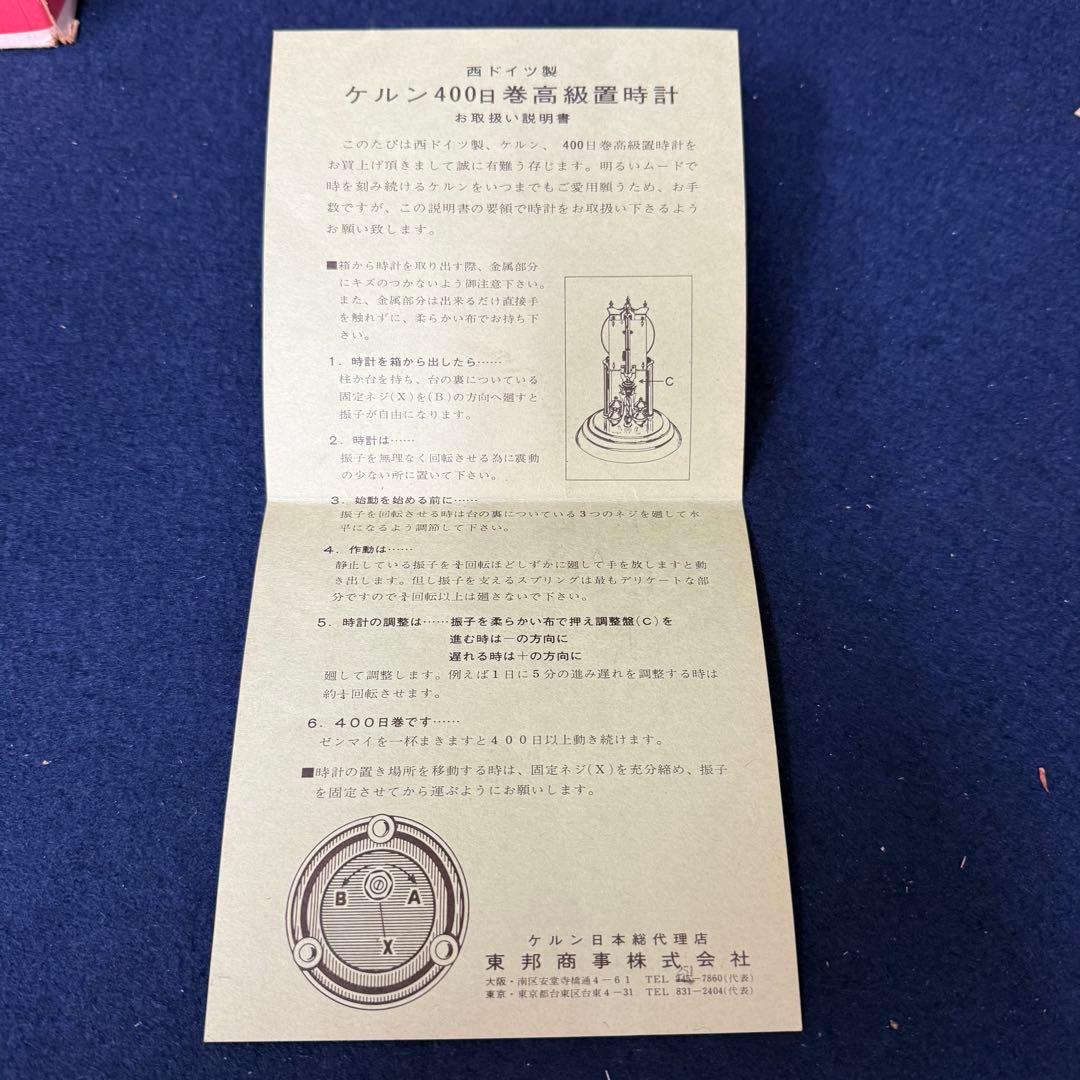 西ドイツ製
ケルン400日巻高級置時計
お取扱い説明書
このたびは西ドイツ製、ケルン、 400日巻高級置時計を
お買上げ頂きまして誠に有難う存じます。明るいムードで
時を刻み続けるケルンをいつまでもご愛用願うため、お手
数ですが、この説明書の要領で時計をお取扱い下さるよう
お願い致します。
■箱から時計を取り出す際、金属部分
にキズのつかないよう御注意下さい。
また、金属部分は出来るだけ直接手
を触れずに、柔らかい布でお持ち下
さい。
1. 時計を箱から出したら……
柱か台を持ち、台の裏についている
固定ネジ(X)を(B)の方向へ廻すと
振子が自由になります。
2. 時計は……
振子を無理なく回転させる為に震動
の少ない所に置いて下さい。
C
3. 始動を始める前に……
振子を回転させる時は台の裏についている3つのネジを廻して水
平になるよう調節して下さい。
4. 作動は……
静止している振子を 回転ほどしずかに廻して手を放しますと動
き出します。但し振子を支えるスプリングは最もデリケートな部
分ですので 回転以上は廻さないで下さい。
5. 時計の調整は……振子を柔らかい布で押え調整盤(C)を
進む時は−の方向に
遅れる時は+の方向に
廻して調整します。例えば1日に5分の進み遅れを調整する時は
約 回転させます。
6. 400日巻です……
ゼンマイを一杯まきますと400日以上動き続けます。
■時計の置き場所を移動する時は、固定ネジ(X)を充分締め、振子
を固定させてから運ぶようにお願いします。
B A
X
ケルン日本総代理店
東邦商事株式会社
251
大阪・南区安堂寺橋通4−61 TEL −7860(代表)
東京・東京都台東区台東4−31 TEL 831−2404(代表)